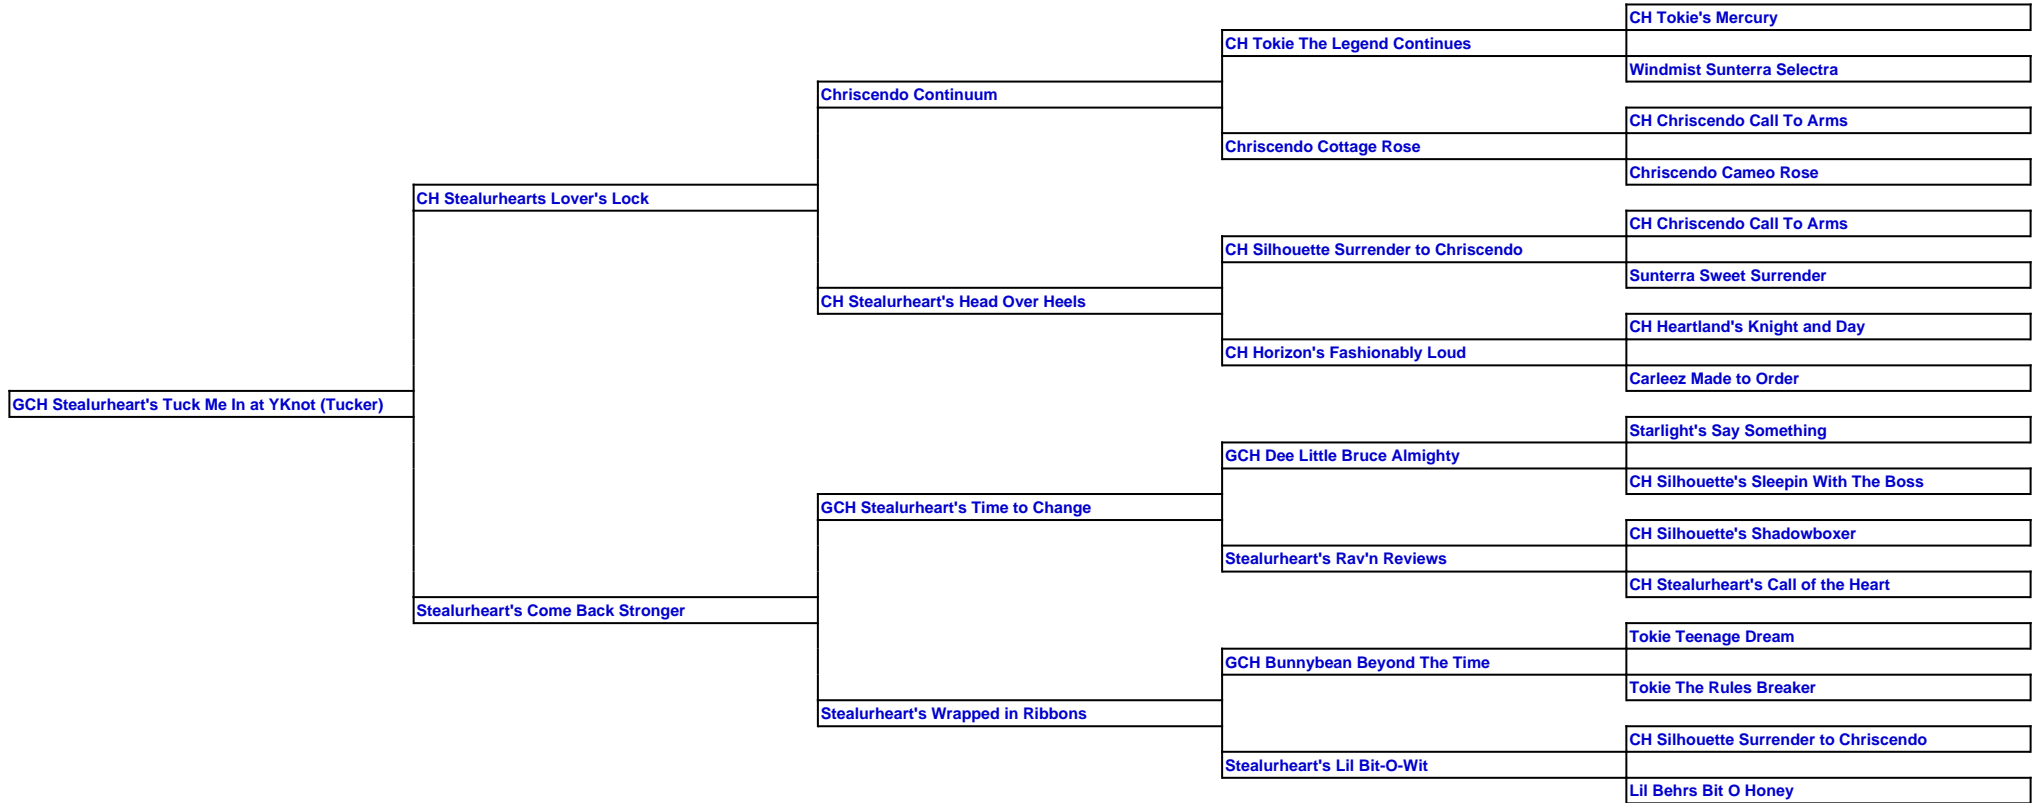 CH Tokie's Mercury
CH Tokie The Legend Continues
Windmist Sunterra Selectra
Chriscendo Continuum
CH Chriscendo Call To Arms
Chriscendo Cottage Rose
Chriscendo Cameo Rose
CH Stealurhearts Lover's Lock
CH Chriscendo Call To Arms
CH Silhouette Surrender to Chriscendo
Sunterra Sweet Surrender
CH Stealurheart's Head Over Heels
CH Heartland's Knight and Day
CH Horizon's Fashionably Loud
Carleez Made to Order
GCH Stealurheart's Tuck Me In at YKnot (Tucker)
Starlight's Say Something
GCH Dee Little Bruce Almighty
CH Silhouette's Sleepin With The Boss
GCH Stealurheart's Time to Change
CH Silhouette's Shadowboxer
Stealurheart's Rav'n Reviews
CH Stealurheart's Call of the Heart
Stealurheart's Come Back Stronger
Tokie Teenage Dream
GCH Bunnybean Beyond The Time
Tokie The Rules Breaker
Stealurheart's Wrapped in Ribbons
CH Silhouette Surrender to Chriscendo
Stealurheart's Lil Bit-O-Wit
Lil Behrs Bit O Honey